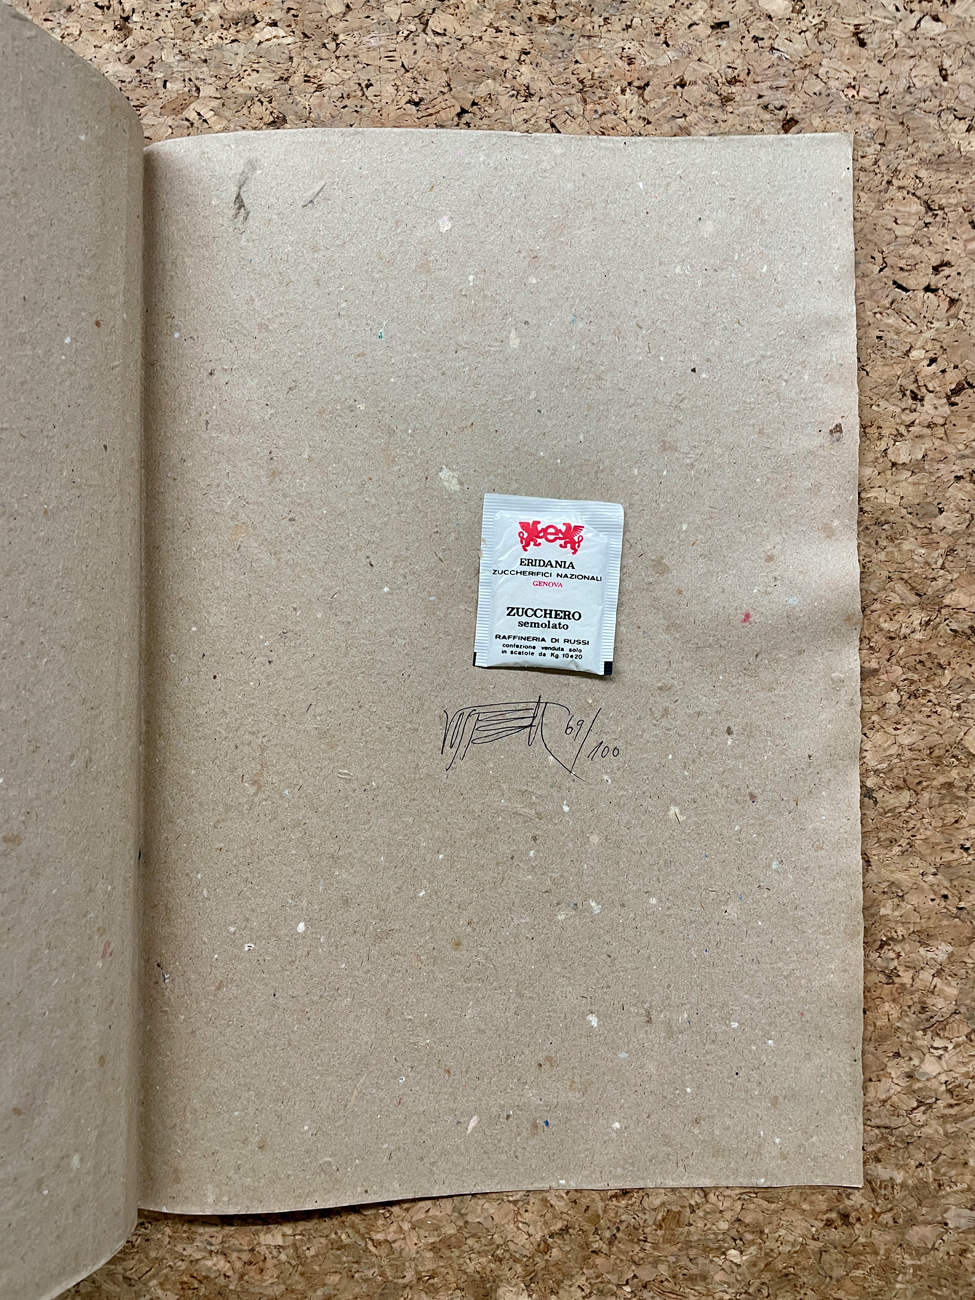 e
ERIDANIA
ZUCCHERIFICI NAZIONALI
GENOVA
ZUCCHERO
semolato
RAFFINERIA DI RUSSI
confezione venduta solo
in scatole da Kg. 10 e 20
69/100